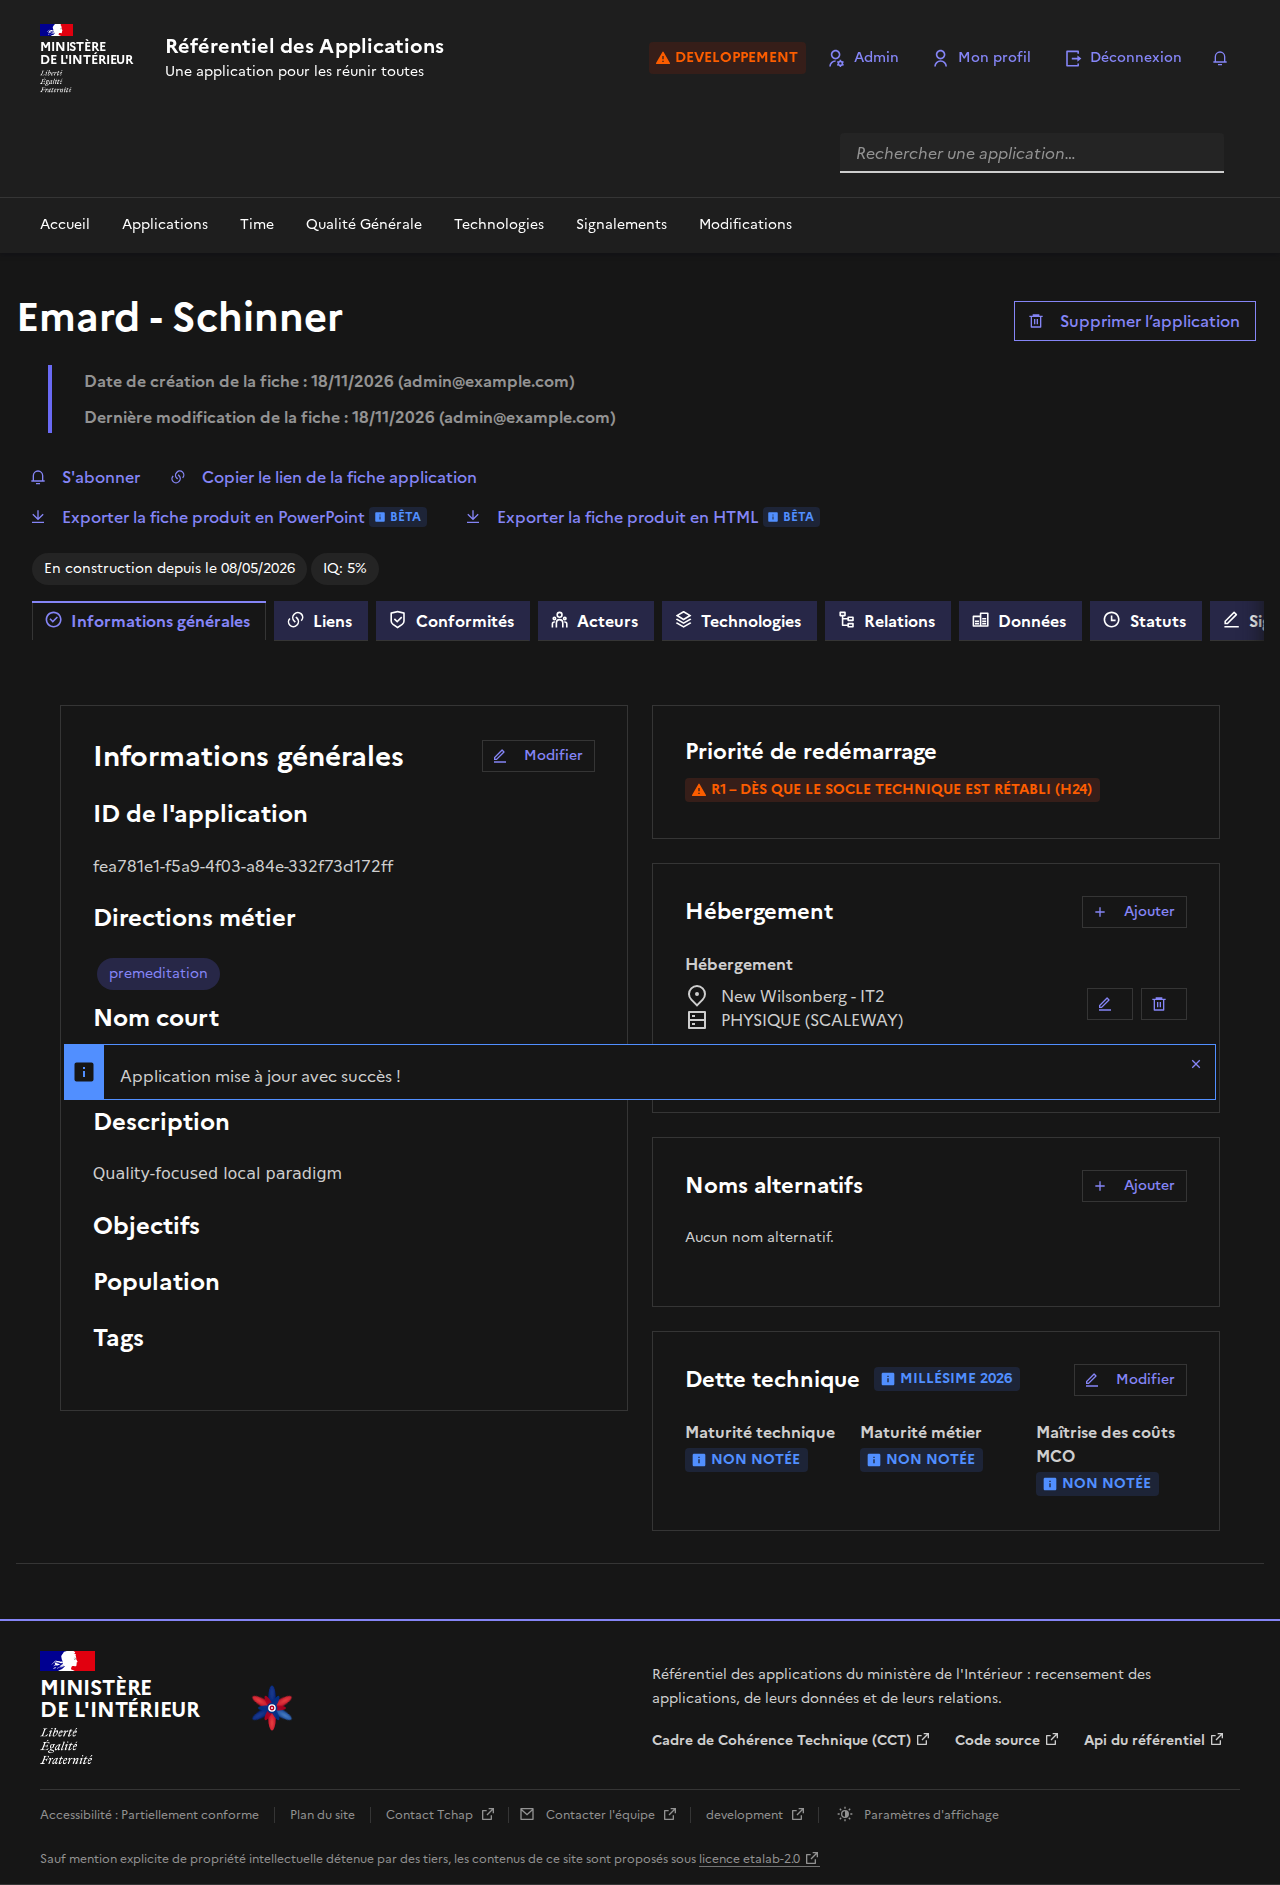 MINISTÈRE
DE L'INTÉRIEUR
Liberté
Égalité
Fraternité
Référentiel des Applications
Une application pour les réunir toutes
DEVELOPPEMENT
Admin
Mon profil
Déconnexion
Rechercher une application…
Accueil
Applications
Time
Qualité Générale
Technologies
Signalements
Modifications
Emard - Schinner
Supprimer l’application
Date de création de la fiche : 18/11/2026 (admin@example.com)
Dernière modification de la fiche : 18/11/2026 (admin@example.com)
S'abonner
Copier le lien de la fiche application
Exporter la fiche produit en PowerPoint BÊTA
Exporter la fiche produit en HTML BÊTA
En construction depuis le 08/05/2026
IQ: 5%
Informations générales
Liens
Conformités
Acteurs
Technologies
Relations
Données
Statuts
Informations générales
Modifier
ID de l'application
fea781e1-f5a9-4f03-a84e-332f73d172ff
Directions métier
premeditation
Nom court
Application mise à jour avec succès !
Description
Quality-focused local paradigm
Objectifs
Population
Tags
Priorité de redémarrage
R1 – DÈS QUE LE SOCLE TECHNIQUE EST RÉTABLI (H24)
Hébergement
Ajouter
Hébergement
New Wilsonberg - IT2
PHYSIQUE (SCALEWAY)
Noms alternatifs
Ajouter
Aucun nom alternatif.
Dette technique
MILLÉSIME 2026
Modifier
Maturité technique
NON NOTÉE
Maturité métier
NON NOTÉE
Maîtrise des coûts
MCO
NON NOTÉE
MINISTÈRE
DE L'INTÉRIEUR
Liberté
Égalité
Fraternité
Référentiel des applications du ministère de l'Intérieur : recensement des
applications, de leurs données et de leurs relations.
Cadre de Cohérence Technique (CCT)
Code source
Api du référentiel
Accessibilité : Partiellement conforme
Plan du site
Contact Tchap
Contacter l'équipe
development
Paramètres d'affichage
Sauf mention explicite de propriété intellectuelle détenue par des tiers, les contenus de ce site sont proposés sous licence etalab-2.0